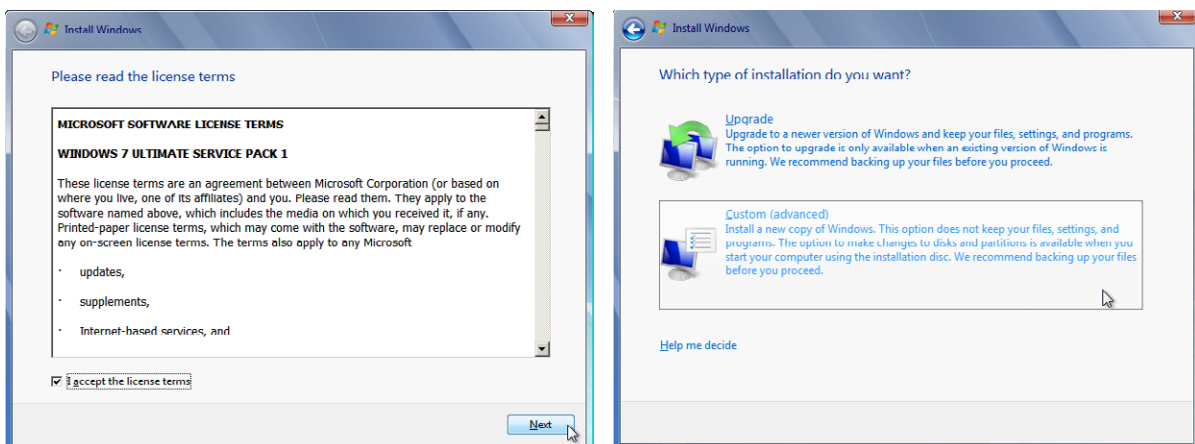 Install Windows
Please read the license terms
MICROSOFT SOFTWARE LICENSE TERMS
WINDOWS 7 ULTIMATE SERVICE PACK 1
These license terms are an agreement between Microsoft Corporation (or based on
where you live, one of its affiliates) and you. Please read them. They apply to the
software named above, which includes the media on which you received it, if any.
Printed-paper license terms, which may come with the software, may replace or modify
any on-screen license terms. The terms also apply to any Microsoft
· updates,
· supplements,
· Internet-based services, and
I accept the license terms
Next
Install Windows
Which type of installation do you want?
Upgrade
Upgrade to a newer version of Windows and keep your files, settings, and programs.
The option to upgrade is only available when an existing version of Windows is
running. We recommend backing up your files before you proceed.
Custom (advanced)
Install a new copy of Windows. This option does not keep your files, settings, and
programs. The option to make changes to disks and partitions is available when you
start your computer using the installation disc. We recommend backing up your files
before you proceed.
Help me decide